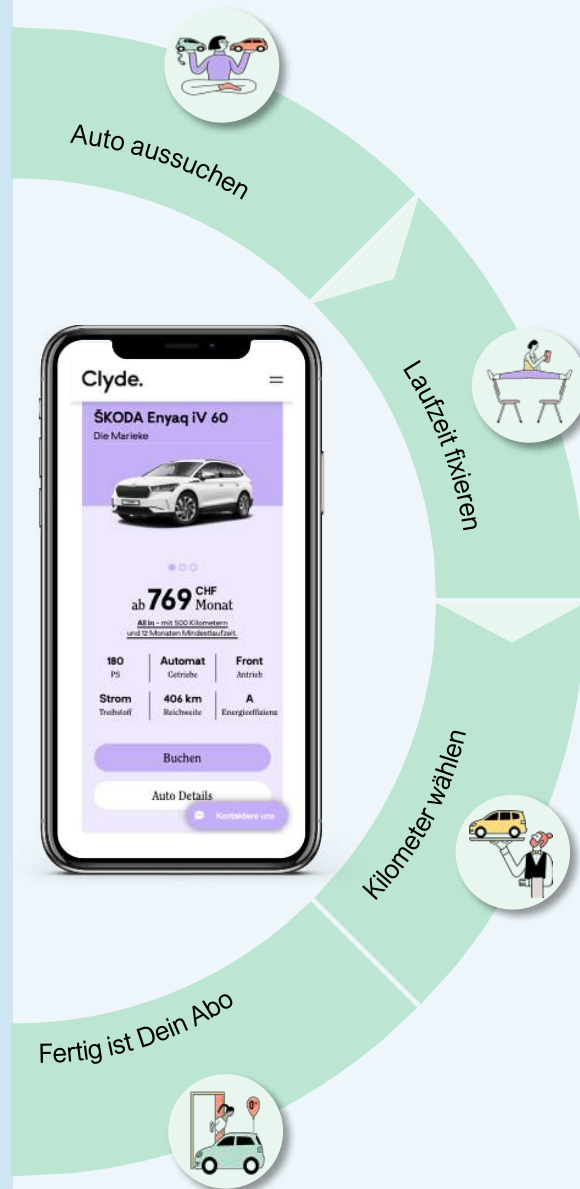 Auto aussuchen
Laufzeit fixieren
Clyde.
ŠKODA Enyaq iV 60
Die Marieke
ab 769 CHF Monat
All in - mit 500 Kilometern
und 12 Monaten Mindestlaufzeit.
180 Automat Front
PS Getriebe Antrieb
Strom 406 km A
Treibstoff Reichweite Energieeffizienz
Buchen
Auto Details
Kontaktiere uns
Kilometer wählen
Fertig ist Dein Abo